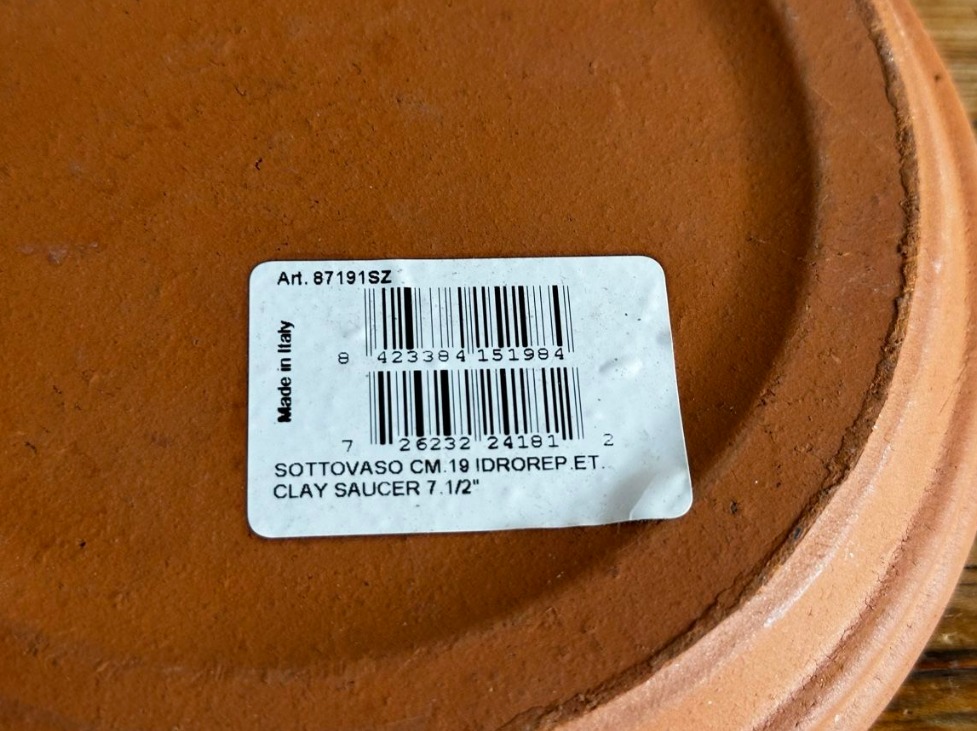 Art. 87191SZ
Made in Italy
8 423384 151984
7 26232 24181 2
SOTTOVASO CM.19 IDROREP.ET.
CLAY SAUCER 7.1/2"